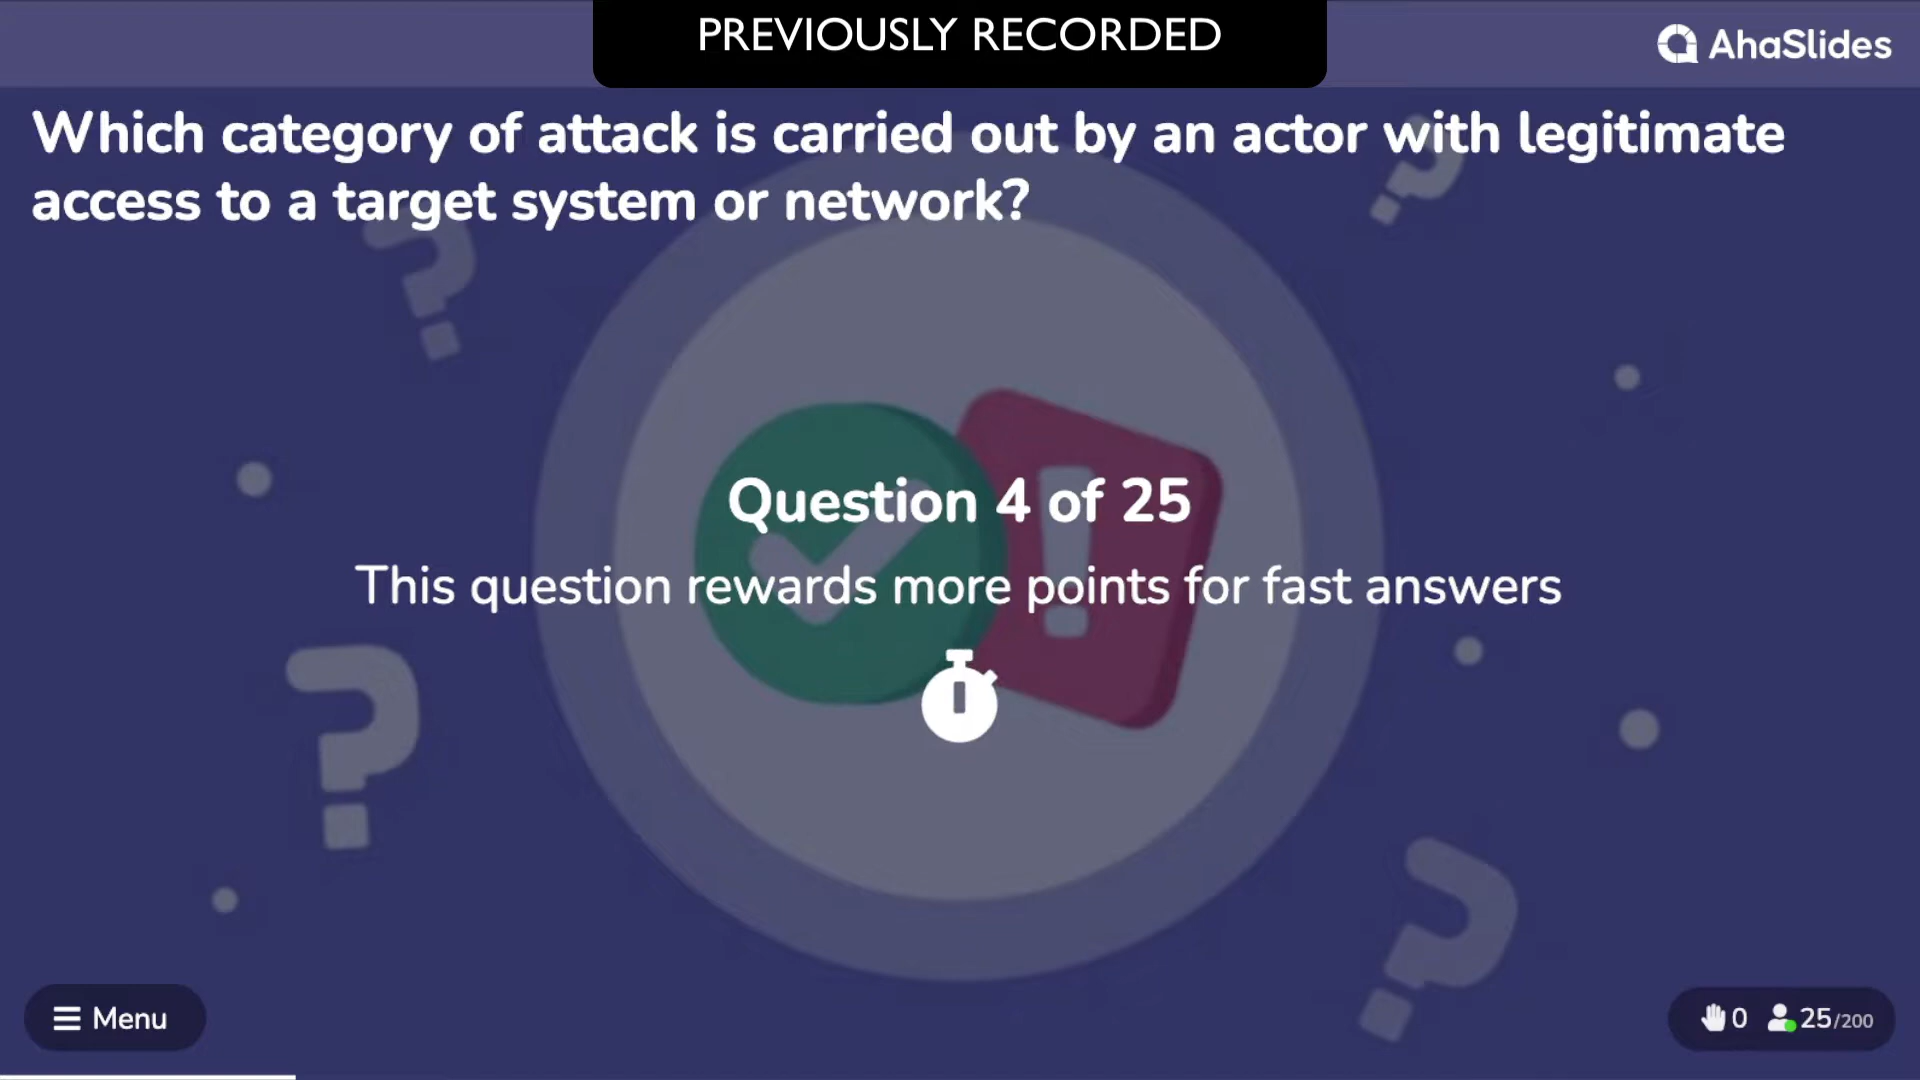 PREVIOUSLY RECORDED
AhaSlides
Which category of attack is carried out by an actor with legitimate
access to a target system or network?
Question 4 of 25
This question rewards more points for fast answers
Menu
0 25/200